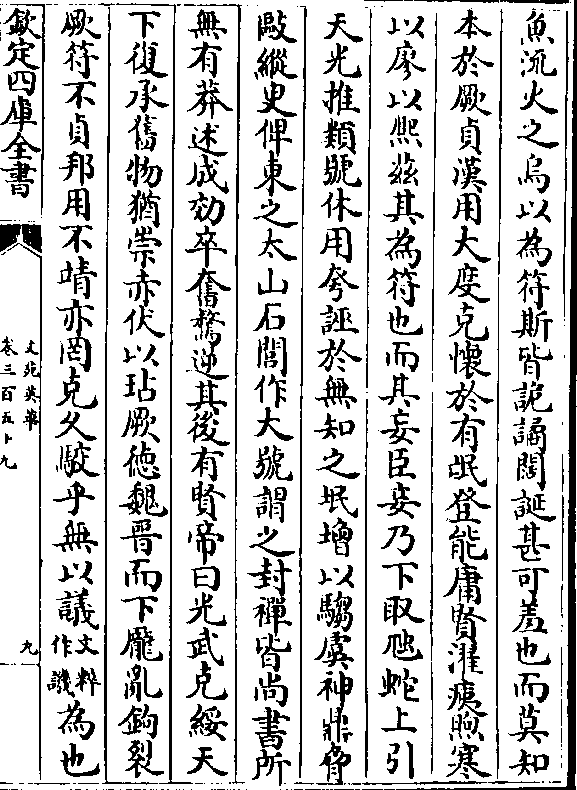 魚流火之烏以為符斯皆詭譎闊誕甚可羞也而莫知
本於厥貞漢用大度克懷於有氓登能庸賢濯痍煦寒
以廖以熙茲其為符也而其妄臣妾乃下取虺蛇上引
天光推類號休用夸誣於無知之氓增以騶虞神鼎脅
敺縱臾俾東之太山石閭作大號謂之封禪皆尚書所
無有莽述成効卒奮驁逆其後有賢帝曰光武克綏天
下復承舊物猶崇赤伏以玷厥德魏晉而下尨亂鉤裂
厥符不貞邦用不靖亦罔克久駮乎無以議文粹作譏為也
欽定四庫全書
文苑英華
卷三百五十九
九